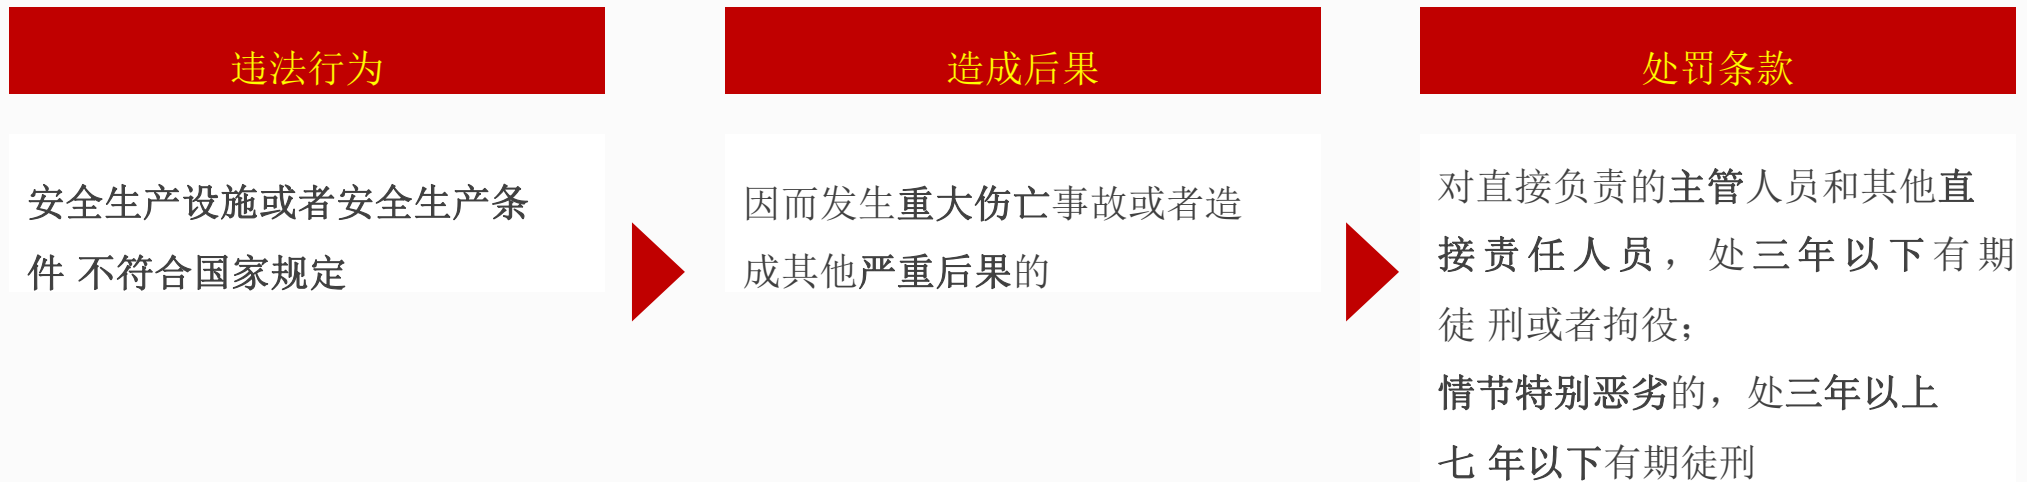 违法行为
安全生产设施或者安全生产条
件 不符合国家规定
造成后果
因而发生重大伤亡事故或者造
成其他严重后果的
处罚条款
对直接负责的主管人员和其他直
接责任人员，处三年以下有期
徒 刑或者拘役；
情节特别恶劣的，处三年以上
七 年以下有期徒刑